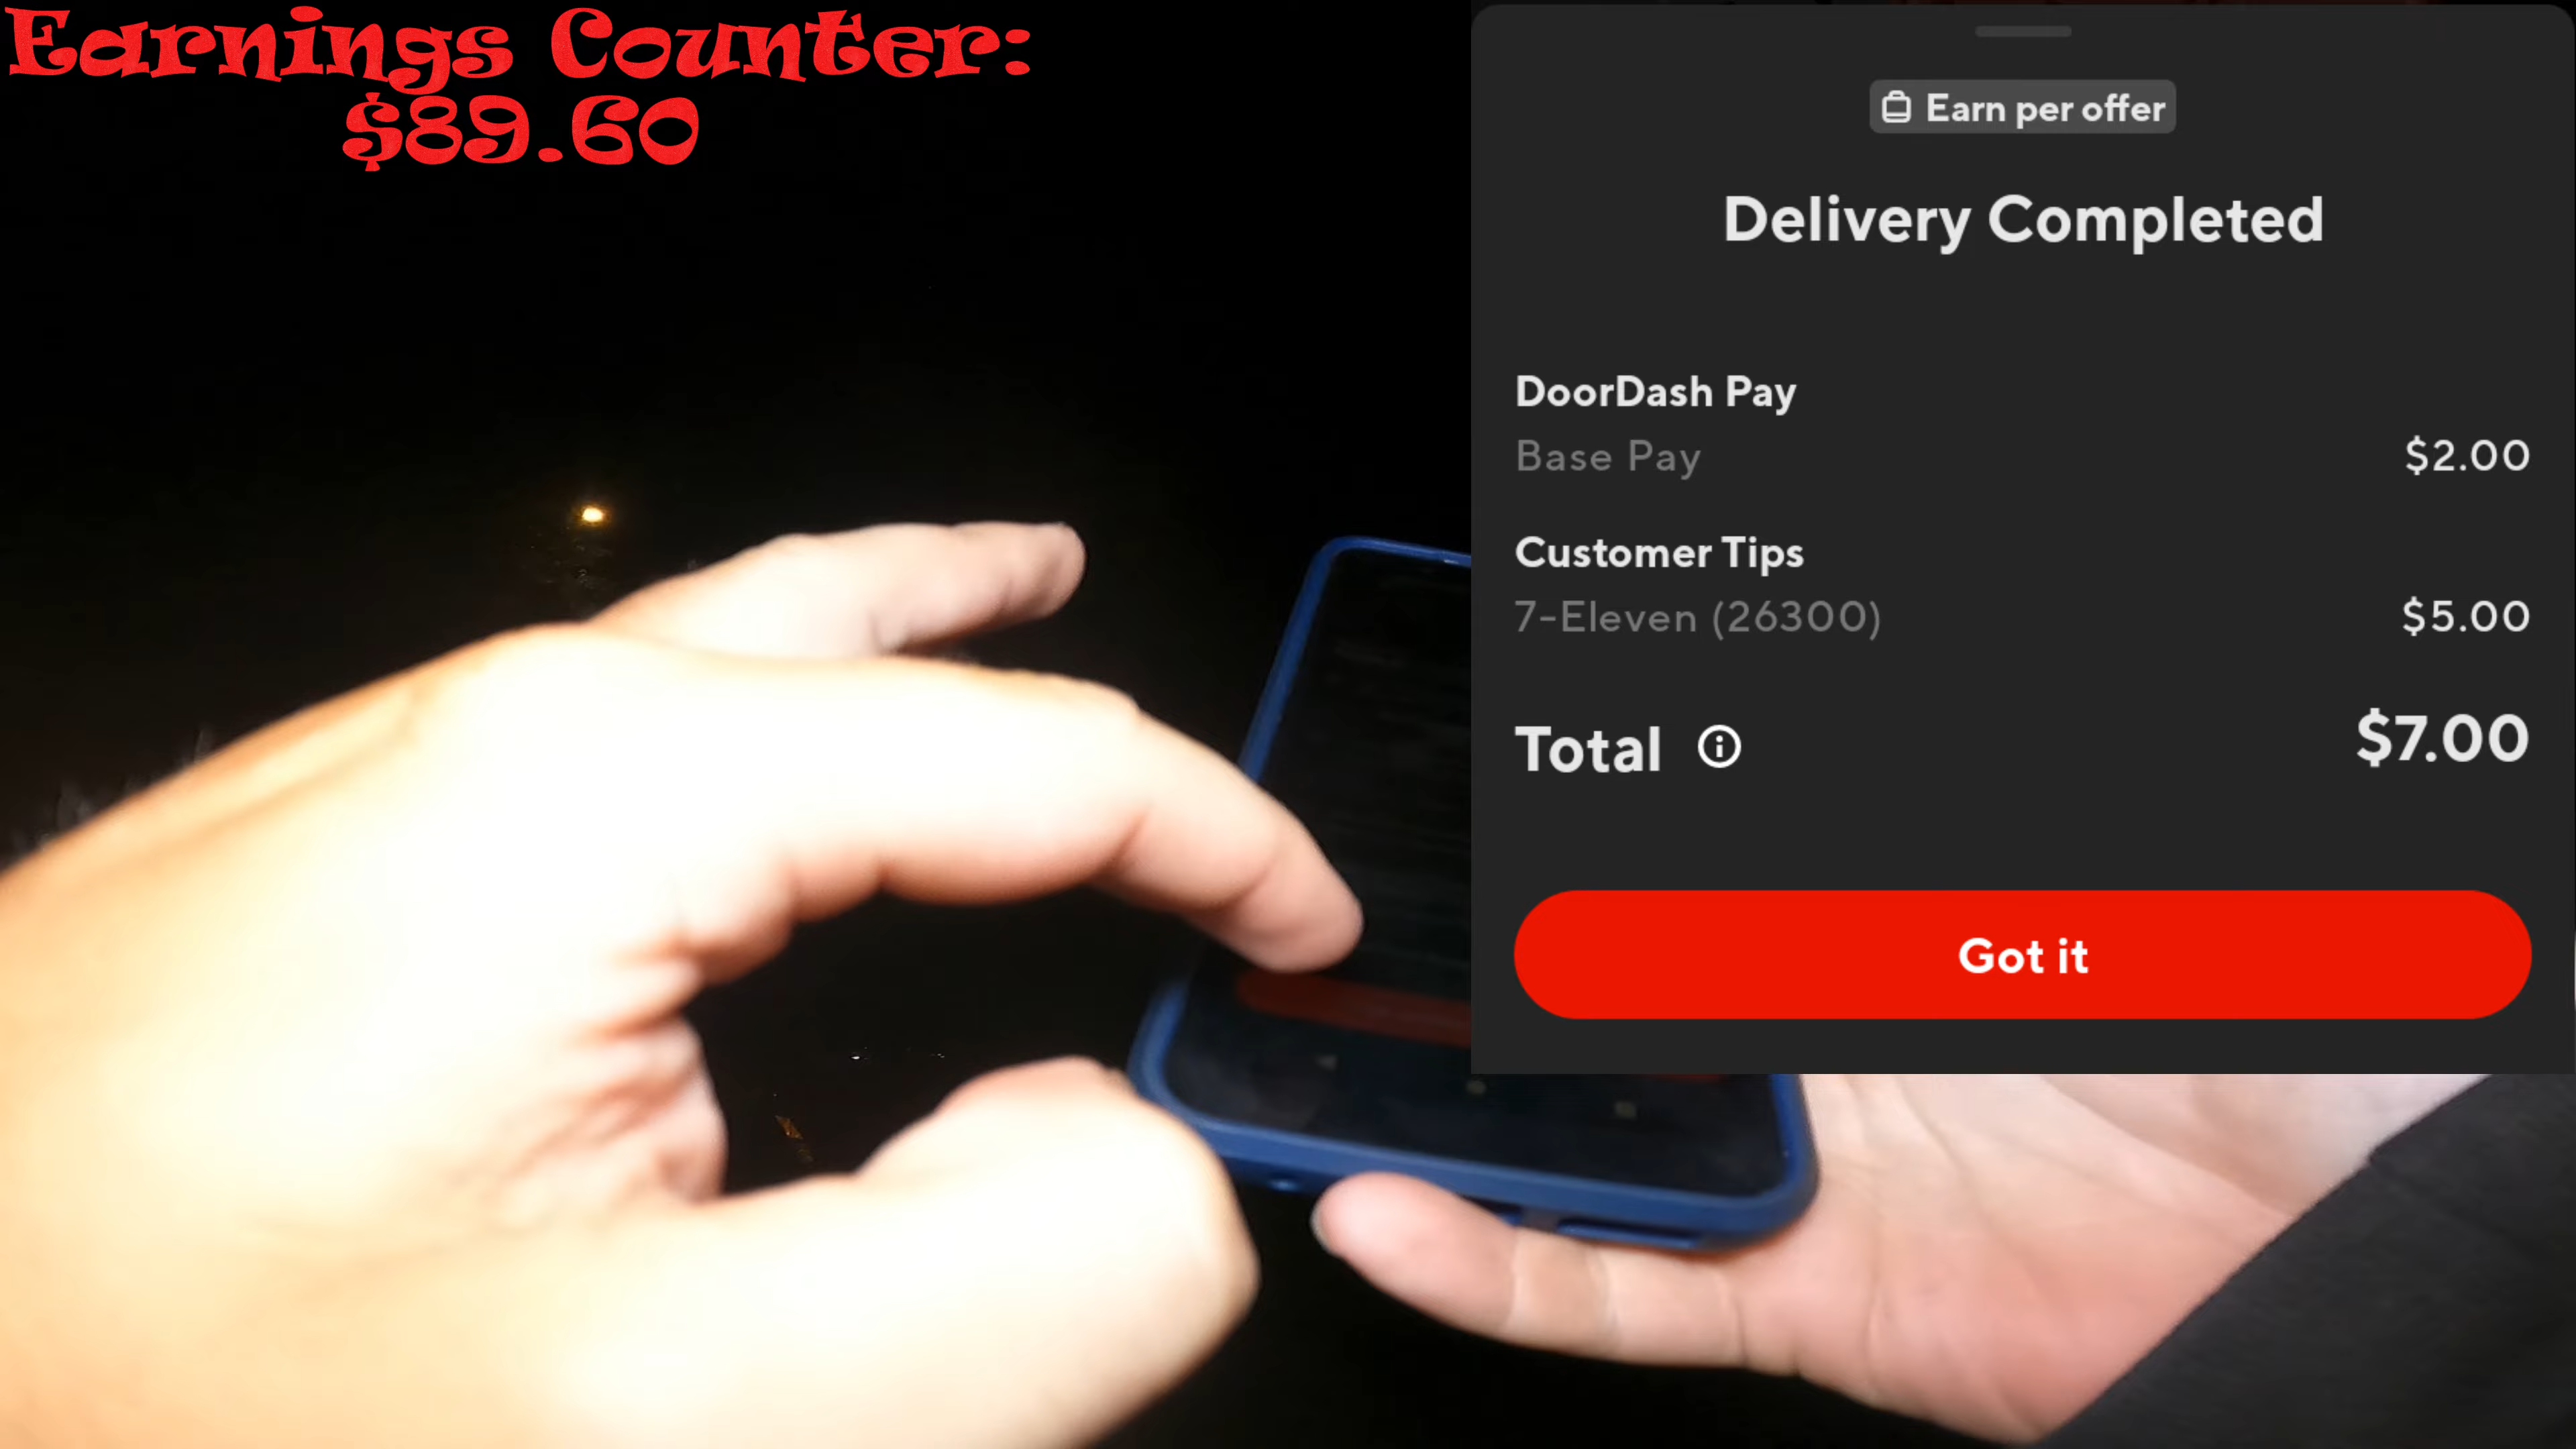 Earnings Counter:
$89.60
Earn per offer
Delivery Completed
DoorDash Pay
Base Pay $2.00
Customer Tips
7-Eleven (26300) $5.00
Total $7.00
Got it